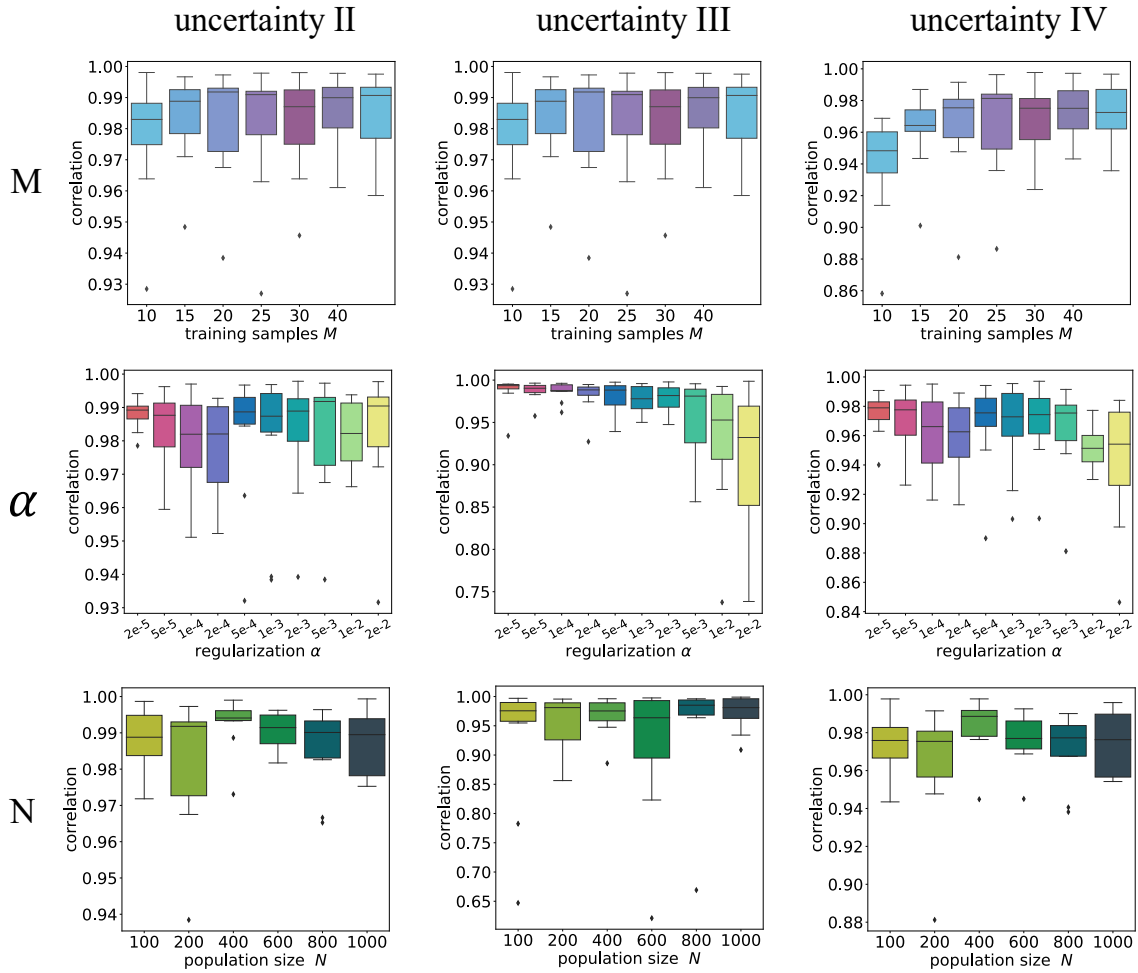 uncertainty II uncertainty III uncertainty IV
M
correlation
1.00
0.99
0.98
0.97
0.96
0.95
0.94
0.93
10 15 20 25 30 40
training samples M
correlation
1.00
0.99
0.98
0.97
0.96
0.95
0.94
0.93
10 15 20 25 30 40
training samples M
correlation
1.00
0.98
0.96
0.94
0.92
0.90
0.88
0.86
10 15 20 25 30 40
training samples M
α
correlation
1.00
0.99
0.98
0.97
0.96
0.95
0.94
0.93
2e-5 5e-5 1e-4 2e-4 5e-4 1e-3 2e-3 5e-3 1e-2 2e-2
regularization α
correlation
1.00
0.95
0.90
0.85
0.80
0.75
2e-5 5e-5 1e-4 2e-4 5e-4 1e-3 2e-3 5e-3 1e-2 2e-2
regularization α
correlation
1.00
0.98
0.96
0.94
0.92
0.90
0.88
0.86
0.84
2e-5 5e-5 1e-4 2e-4 5e-4 1e-3 2e-3 5e-3 1e-2 2e-2
regularization α
N
correlation
1.00
0.99
0.98
0.97
0.96
0.95
0.94
100 200 400 600 800 1000
population size N
correlation
1.00
0.95
0.90
0.85
0.80
0.75
0.70
0.65
100 200 400 600 800 1000
population size N
correlation
1.00
0.98
0.96
0.94
0.92
0.90
0.88
100 200 400 600 800 1000
population size N